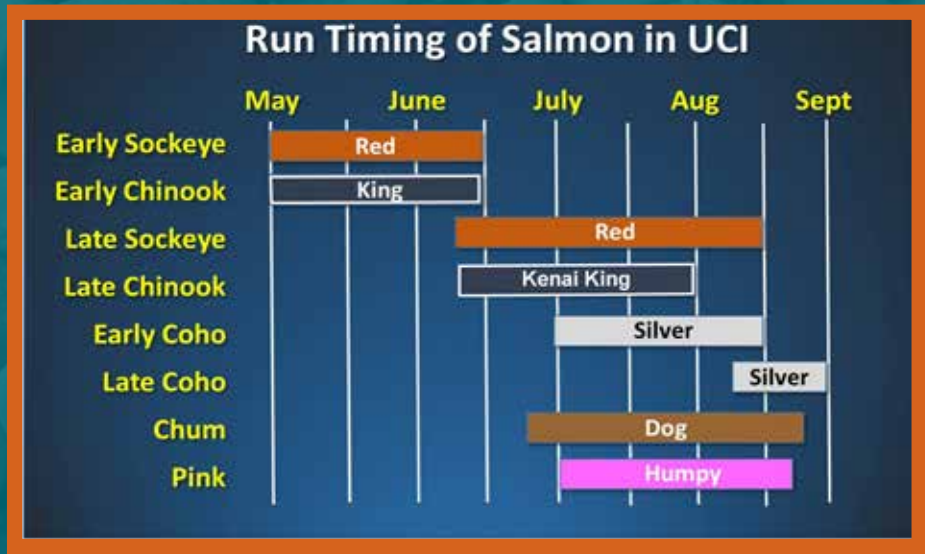 Run Timing of Salmon in UCI
May June July Aug Sept
Early Sockeye Red
Early Chinook King
Late Sockeye Red
Late Chinook Kenai King
Early Coho Silver
Late Coho Silver
Chum Dog
Pink Humpy